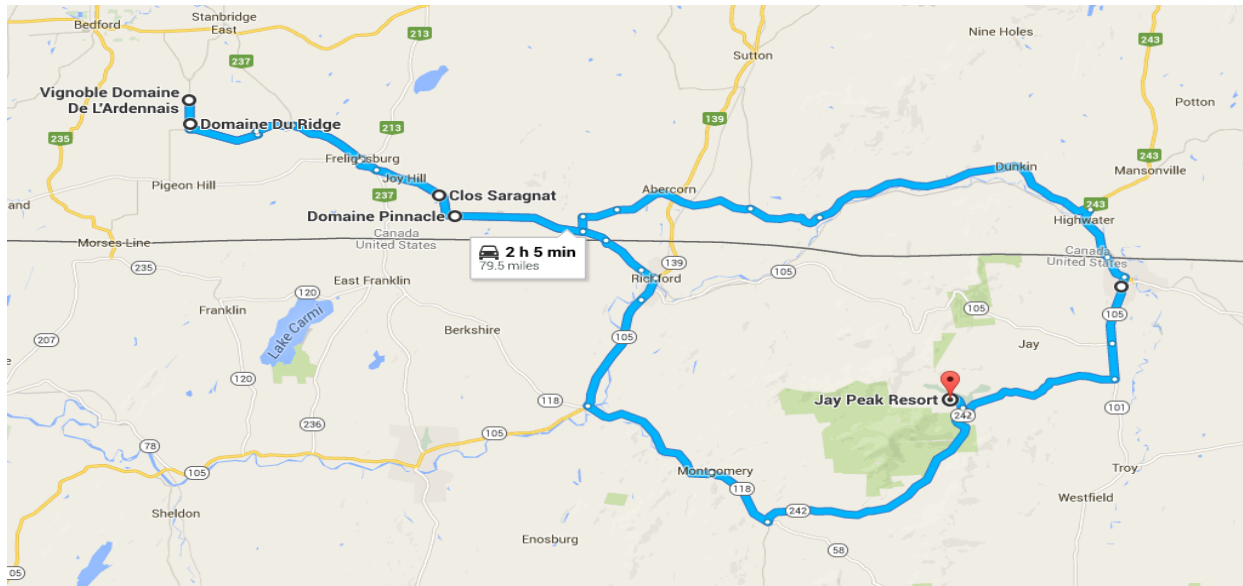 Bedford
Stanbridge
East
213
Nine Holes
243
237
Sutton
Vignoble Domaine
De L'Ardennais
Potton
Domaine Du Ridge
139
213
235
243
Frelighsburg
Dunkin
Mansonville
Joy Hill
Pigeon Hill
237
Clos Saragnat
Abercorn
and
243
Domaine Pinnacle
Highwater
Canada
United States
Morses-Line
2 h 5 min
79.5 miles
Canada
United States
235
139
105
East Franklin
Richford
120
Franklin
105
105
Lake Carmi
Berkshire
207
105
Jay
120
118
Jay Peak Resort
242
101
236
105
78
Montgomery
Troy
105
118
Westfield
Sheldon
242
Enosburg
58
05